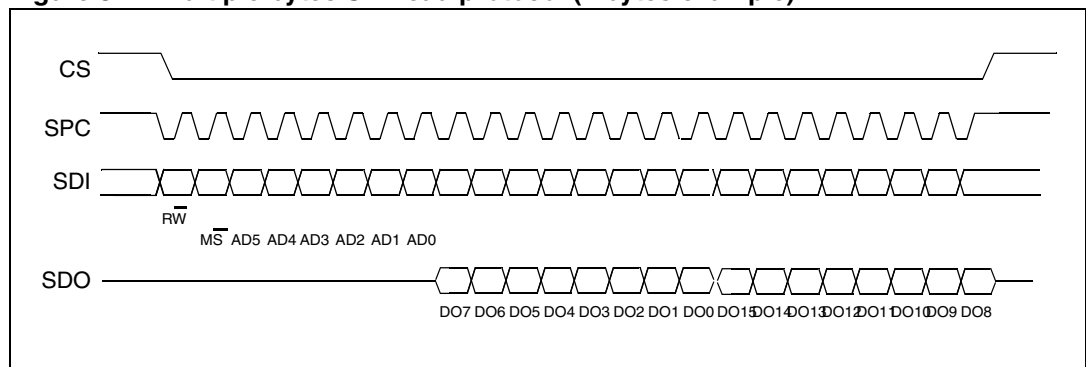 CS
SPC
SDI
RW
MS AD5 AD4 AD3 AD2 AD1 AD0
SDO
DO7 DO6 DO5 DO4 DO3 DO2 DO1 DO0 DO15 DO14 DO13 DO12 DO11 DO10 DO9 DO8